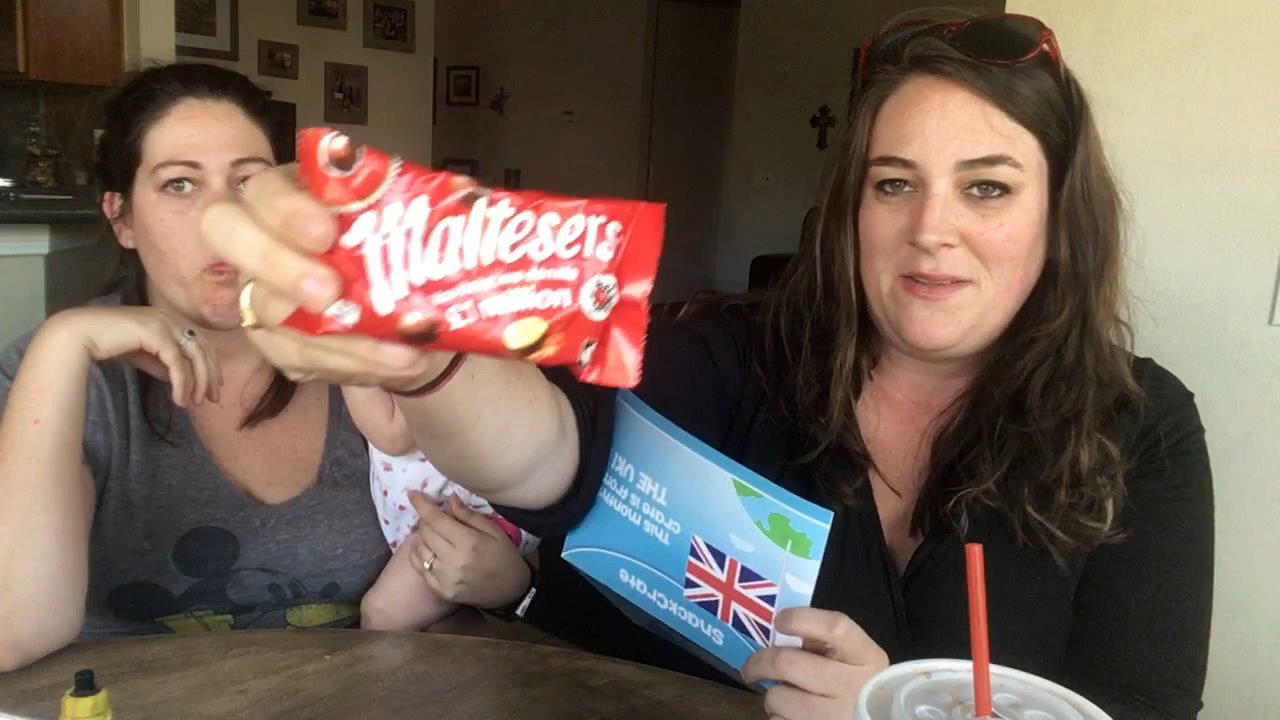 Maltesers
£1 million
This month's
crate is from
THE UK!
SnackCrate